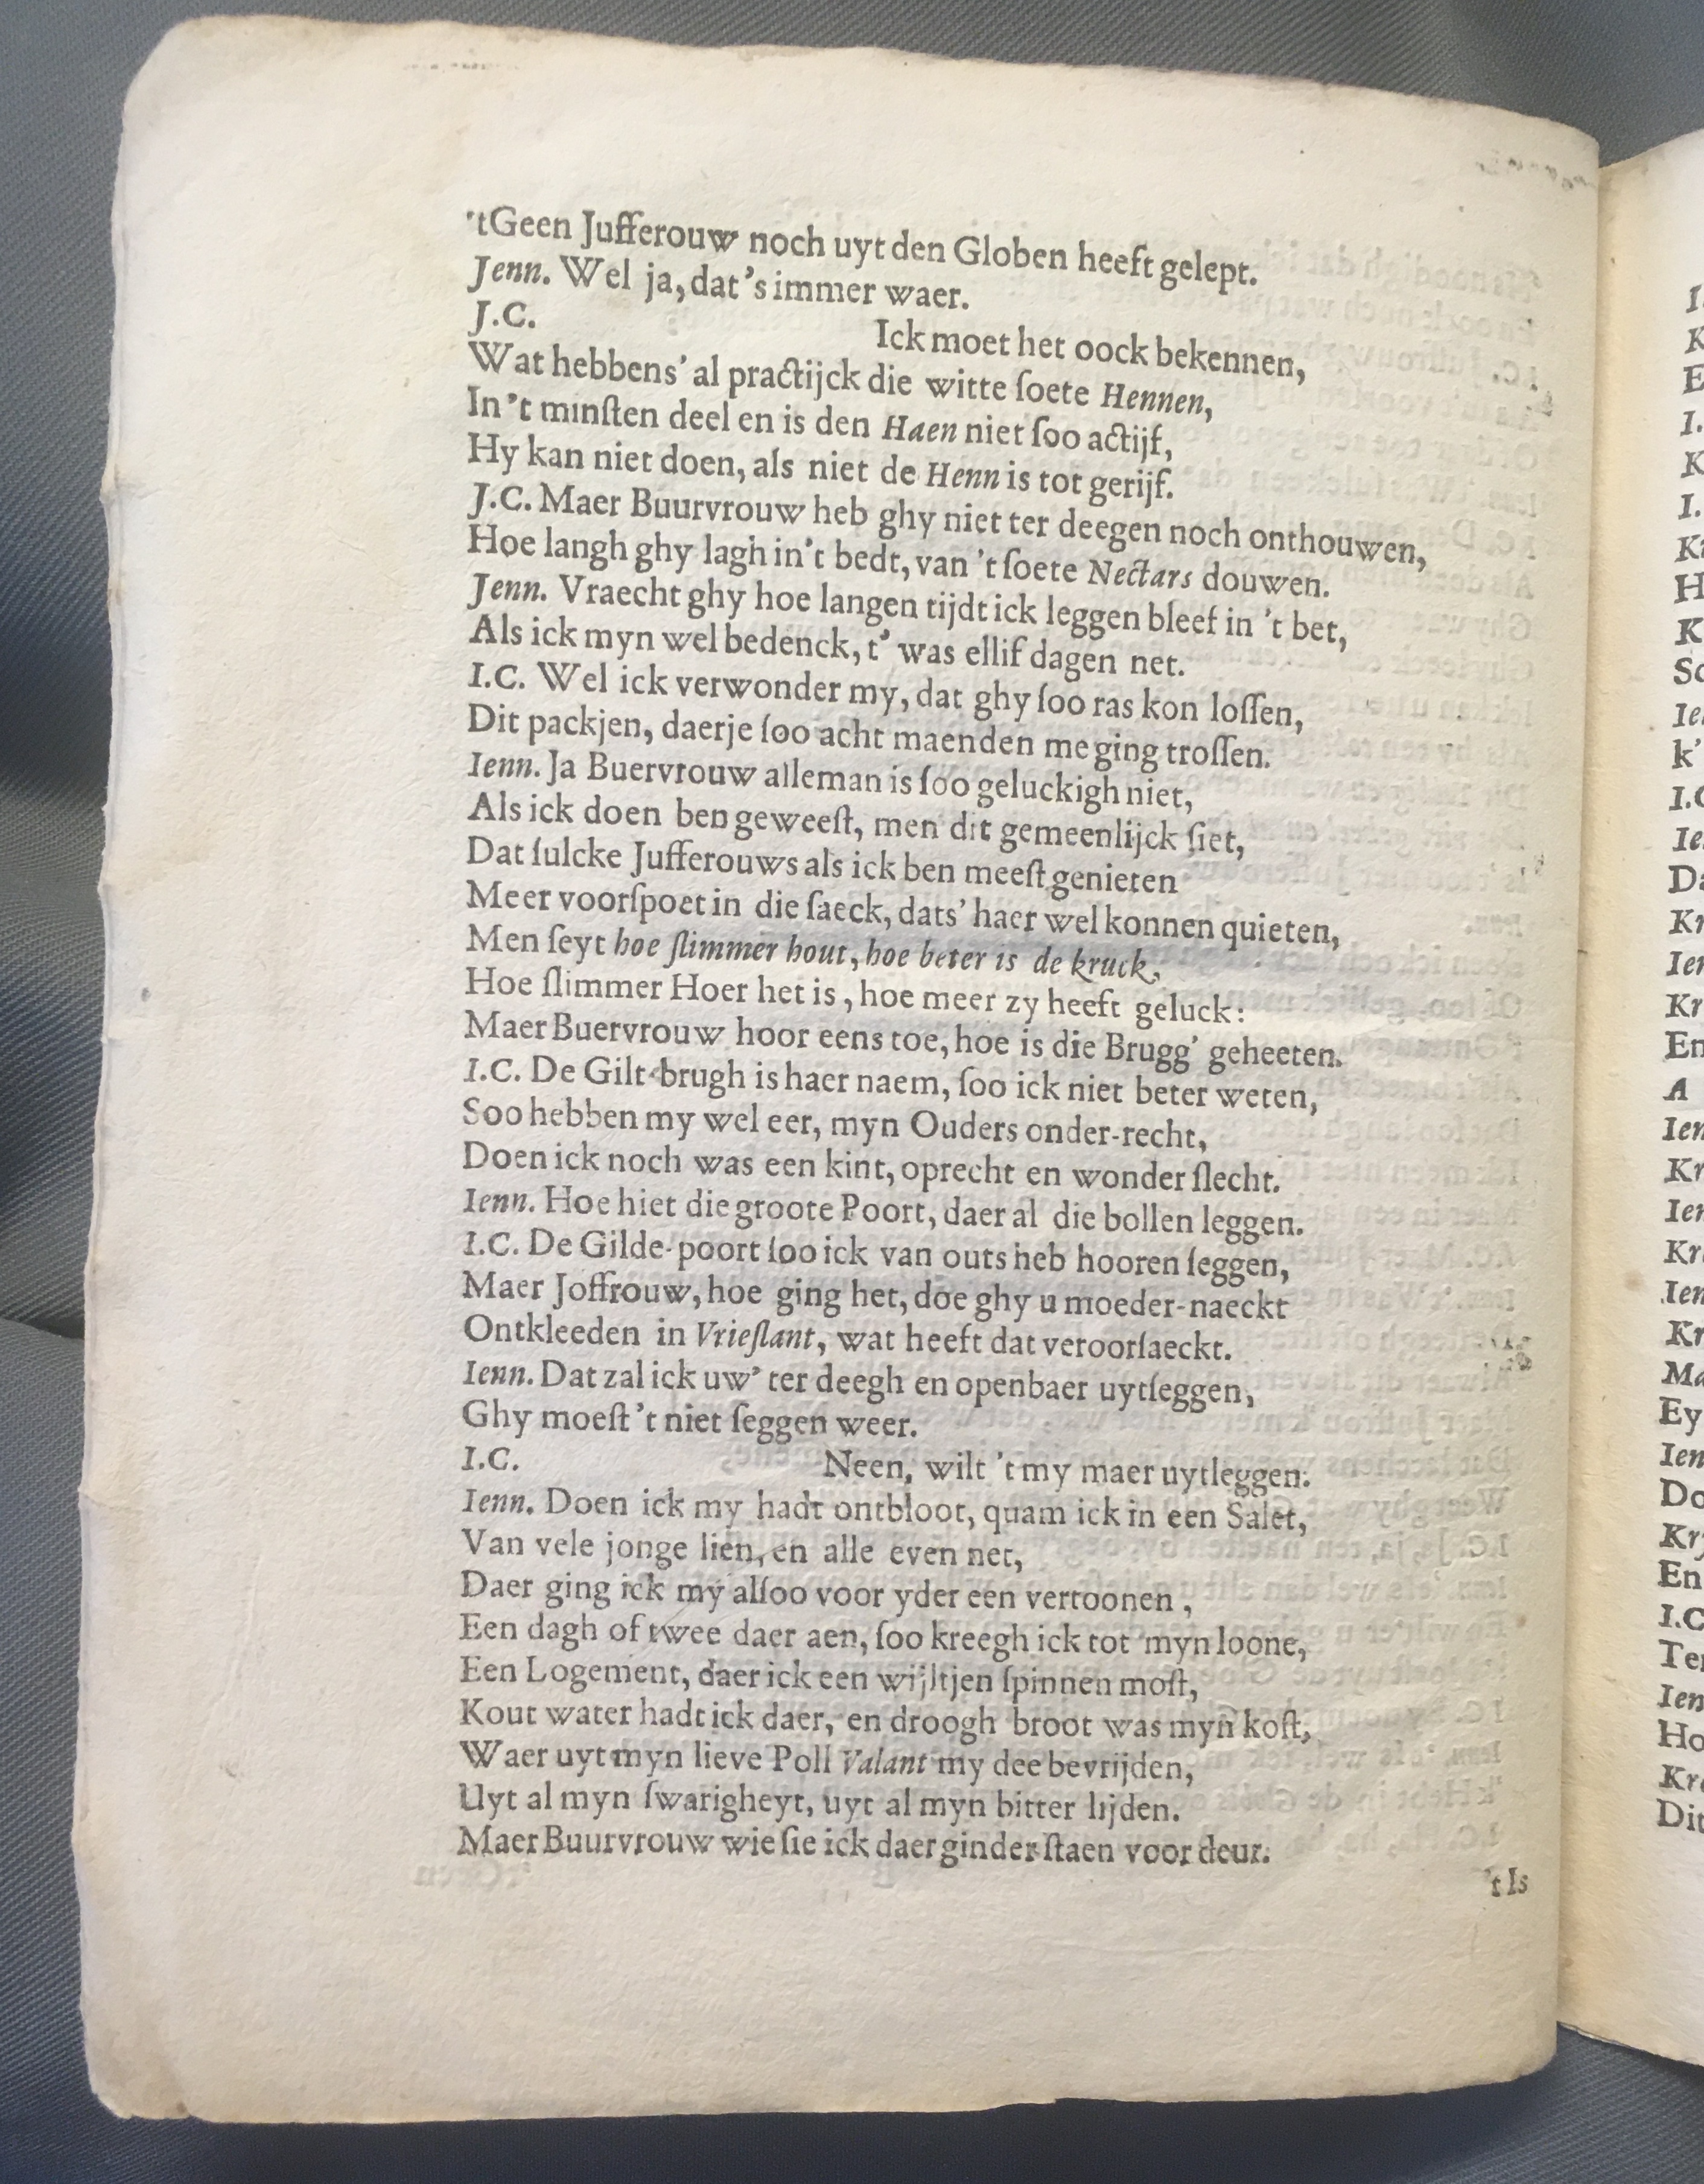 'tGeen Jufferouw noch uyt den Globen heeft gelept.
Jenn. Wel ja, dat's immer waer.
J.C. Ick moet het oock bekennen,
Wat hebbens' al practijck die witte ſoete Hennen,
In 't minſten deel en is den Haen niet ſoo actijf,
Hy kan niet doen, als niet de Henn is tot gerijf.
J.C. Maer Buurvrouw heb ghy niet ter deegen noch onthouwen,
Hoe langh ghy lagh in't bedt, van 't ſoete Nectars douwen.
Jenn. Vraecht ghy hoe langen tijdt ick leggen bleef in 't bet,
Als ick myn wel bedenck, t' was ellif dagen net.
I.C. Wel ick verwonder my, dat ghy ſoo ras kon loſſen,
Dit packjen, daerje ſoo acht maenden me ging troſſen.
Ienn. Ja Buervrouw alleman is ſoo geluckigh niet,
Als ick doen ben geweeſt, men dit gemeenlijck ſiet,
Dat ſulcke Jufferouws als ick ben meeſt genieten
Meer voorſpoet in die ſaeck, dats' haer wel konnen quieten,
Men ſeyt hoe ſlimmer hout, hoe beter is de kruck,
Hoe ſlimmer Hoer het is, hoe meer zy heeft geluck:
Maer Buervrouw hoor eens toe, hoe is die Brugg' geheeten.
I.C. De Gilt-brugh is haer naem, ſoo ick niet beter weten,
Soo hebben my wel eer, myn Ouders onder-recht,
Doen ick noch was een kint, oprecht en wonder ſlecht.
Ienn. Hoe hiet die groote Poort, daer al die bollen leggen.
I.C. De Gilde-poort ſoo ick van outs heb hooren ſeggen,
Maer Joffrouw, hoe ging het, doe ghy u moeder-naeckt
Ontkleeden in Vrieſlant, wat heeft dat veroorſaeckt.
Ienn. Dat zal ick uw' ter deegh en openbaer uytſeggen,
Ghy moeſt 't niet ſeggen weer.
I.C. Neen, wilt 't my maer uytleggen.
Ienn. Doen ick my hadt ontbloot, quam ick in een Salet,
Van vele jonge lien, en alle even net,
Daer ging ick my alſoo voor yder een vertoonen,
Een dagh of twee daer aen, ſoo kreegh ick tot myn loone,
Een Logement, daer ick een wijltjen ſpinnen moſt,
Kout water hadt ick daer, en droogh broot was myn koſt,
Waer uyt myn lieve Poll Valant my dee bevrijden,
Uyt al myn ſwarigheyt, uyt al myn bitter lijden.
Maer Buurvrouw wie ſie ick daer ginder ſtaen voor deur.
't Is